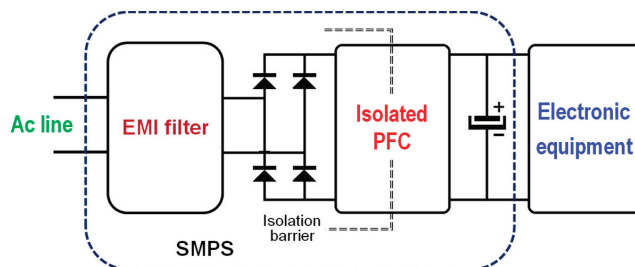 Ac line
EMI filter
Isolated
PFC
+
−
Electronic
equipment
Isolation
barrier
SMPS